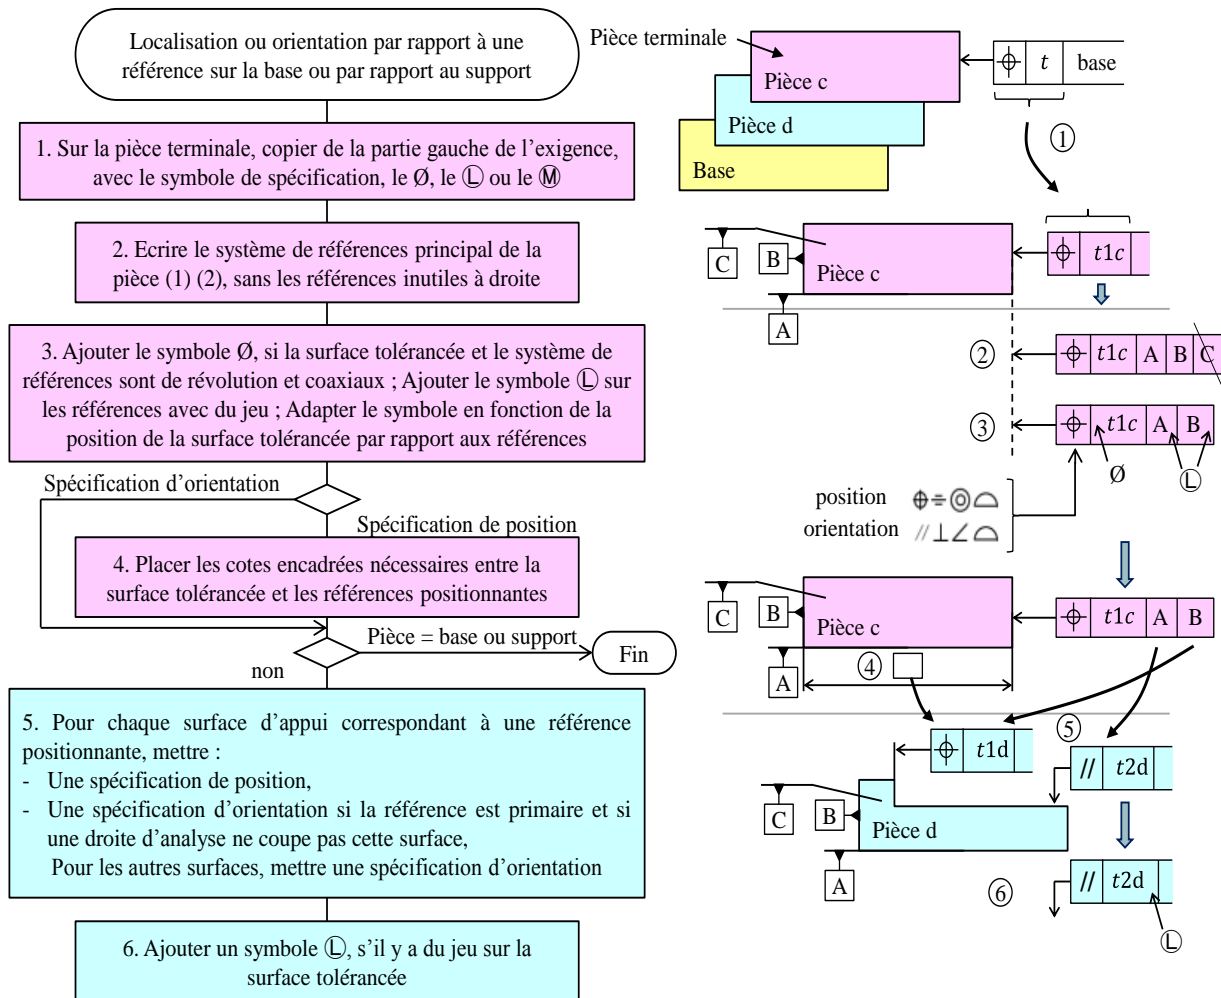 Localisation ou orientation par rapport à une
référence sur la base ou par rapport au support
1. Sur la pièce terminale, copier de la partie gauche de l'exigence,
avec le symbole de spécification, le Ø, le Ⓛ ou le Ⓜ
2. Ecrire le système de références principal de la
pièce (1) (2), sans les références inutiles à droite
3. Ajouter le symbole Ø, si la surface tolérancée et le système de
références sont de révolution et coaxiaux ; Ajouter le symbole Ⓛ sur
les références avec du jeu ; Adapter le symbole en fonction de la
position de la surface tolérancée par rapport aux références
Spécification d'orientation
Spécification de position
4. Placer les cotes encadrées nécessaires entre la
surface tolérancée et les références positionnantes
Pièce = base ou support
Fin
non
5. Pour chaque surface d'appui correspondant à une référence
positionnante, mettre :
- Une spécification de position,
- Une spécification d'orientation si la référence est primaire et si
une droite d'analyse ne coupe pas cette surface,
Pour les autres surfaces, mettre une spécification d'orientation
6. Ajouter un symbole Ⓛ, s'il y a du jeu sur la
surface tolérancée
Pièce terminale
Pièce c
⌖ t base
Pièce d
Base
①
C
B
Pièce c
⌖ t1c
A
②
⌖ t1c A B C
③
⌖ t1c A B
Ø
Ⓛ
position ⌖ ⌯ ◎ ⌓
orientation // ⊥ ∠ ⌓
C
B
Pièce c
⌖ t1c A B
A
④
⑤
⌖ t1d
// t2d
C
B
Pièce d
A
⑥
// t2d
Ⓛ